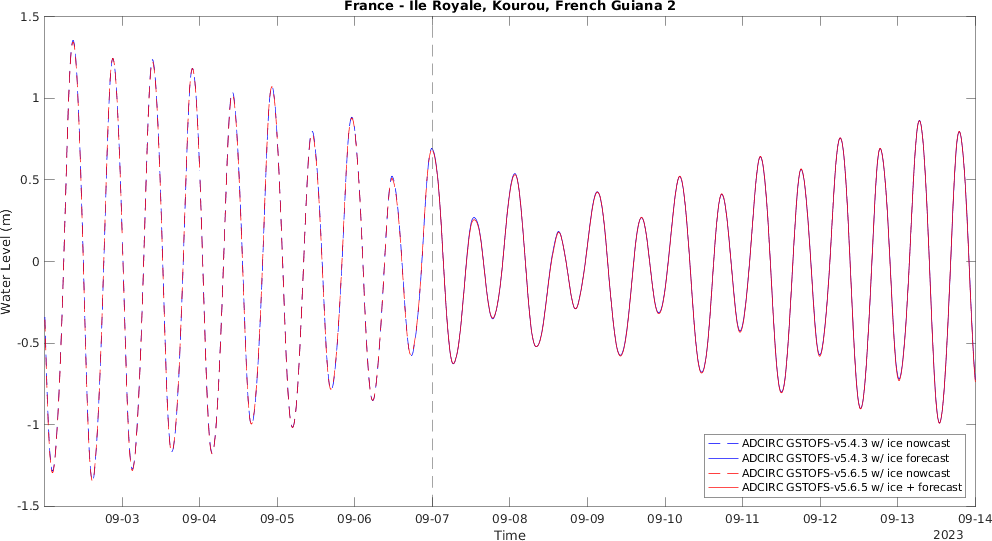 France - Ile Royale, Kourou, French Guiana 2
1.5
1
0.5
0
-0.5
-1
-1.5
Water Level (m)
09-03 09-04 09-05 09-06 09-07 09-08 09-09 09-10 09-11 09-12 09-13 09-14
Time
2023
ADCIRC GSTOFS-v5.4.3 w/ ice nowcast
ADCIRC GSTOFS-v5.4.3 w/ ice forecast
ADCIRC GSTOFS-v5.6.5 w/ ice nowcast
ADCIRC GSTOFS-v5.6.5 w/ ice + forecast